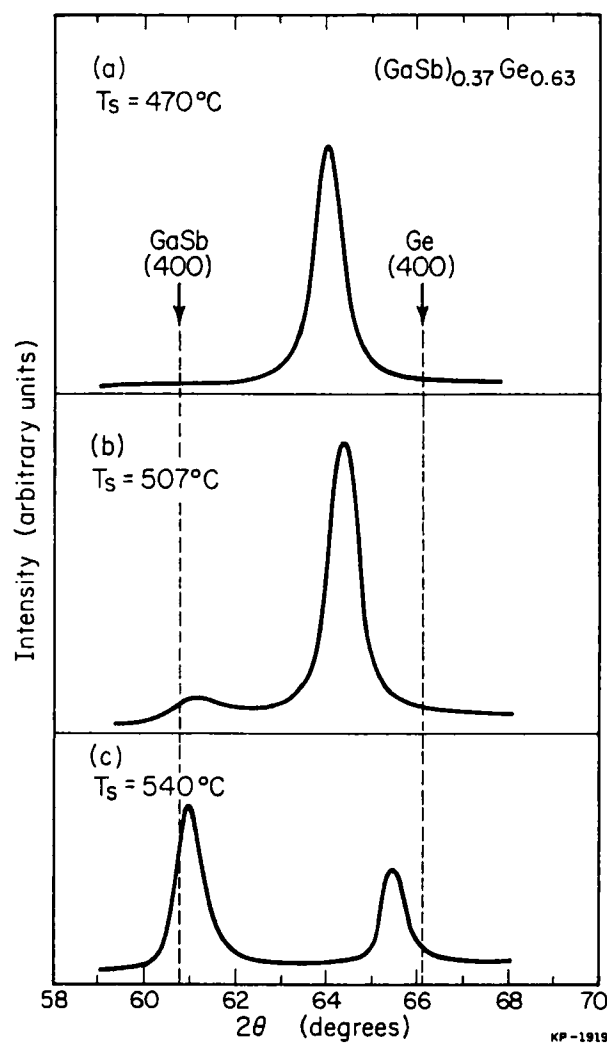 (a)
Tₛ = 470°C
(GaSb)₀.₃₇ Ge₀.₆₃
GaSb
(400)
Ge
(400)
(b)
Tₛ = 507°C
(c)
Tₛ = 540°C
Intensity (arbitrary units)
58 60 62 64 66 68 70
2θ (degrees)
KP-1919